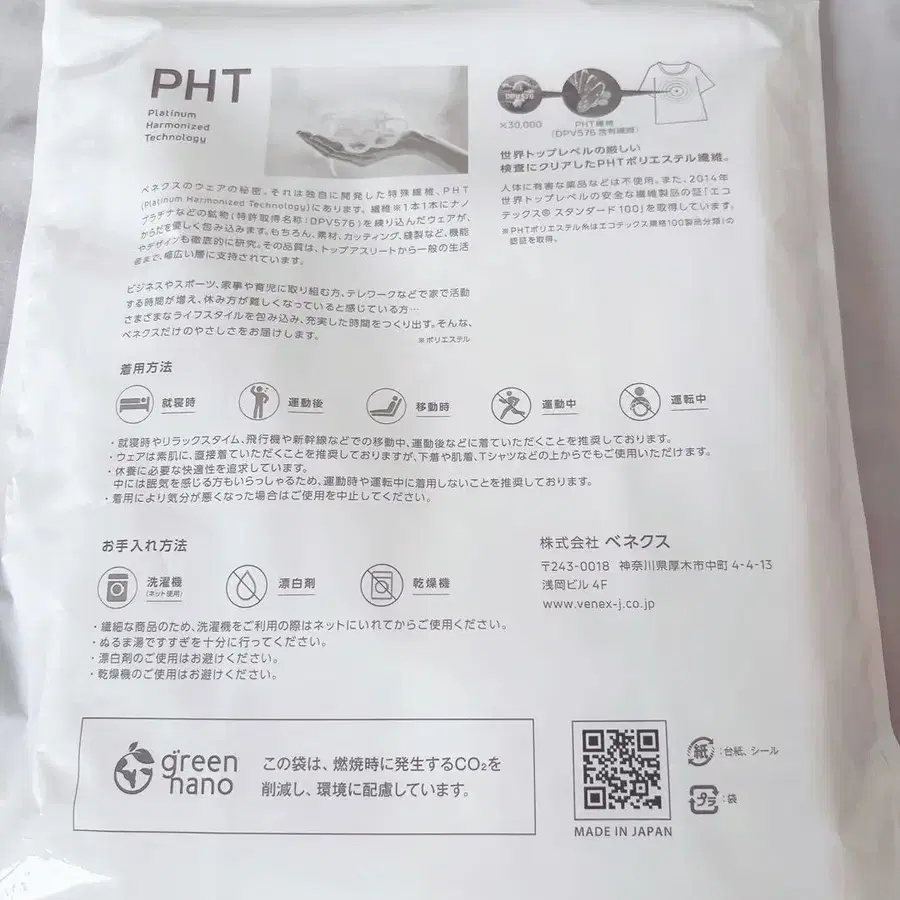 PHT
Platinum
Harmonized
Technology
ベネクスのウェアの秘密。それは独自に開発した特殊繊維、PHT
(Platinum Harmonized Technology)にあります。繊維※1本1本にナノ
プラチナなどの鉱物(特許取得名称:DPV576)を練り込んだウェアが、
からだを優しく包み込みます。もちろん、素材、カッティング、縫製など、機能
やデザインも徹底的に研究。その品質は、トップアスリートから一般の生活
者まで、幅広い層に支持されています。
ビジネスやスポーツ、家事や育児に取り組む方、テレワークなどで家で活動
する時間が増え、休み方が難しくなっていると感じている方…
さまざまなライフスタイルを包み込み、充実した時間をつくり出す。そんな、
ベネクスだけのやさしさをお届けします。
※ポリエステル
DPV576
×30,000
PHT繊維
(DPV576 含有繊維)
世界トップレベルの厳しい
検査にクリアしたPHTポリエステル繊維。
人体に有害な薬品などは不使用。また、2014年
世界トップレベルの安全な繊維製品の証「エコ
テックス® スタンダード 100」を取得しています。
※PHTポリエステル糸はエコテックス規格100製品分類Iの
認証を取得。
着用方法
就寝時
運動後
移動時
運動中
運転中
・就寝時やリラックスタイム、飛行機や新幹線などでの移動中、運動後などに着ていただくことを推奨しております。
・ウェアは素肌に、直接着ていただくことを推奨しておりますが、下着や肌着、Tシャツなどの上からでもご使用いただけます。
・休養に必要な快適性を追求しています。
中には眠気を感じる方もいらっしゃるため、運動時や運転中に着用しないことを推奨しております。
・着用により気分が悪くなった場合はご使用を中止してください。
お手入れ方法
洗濯機
(ネット使用)
漂白剤
乾燥機
・繊細な商品のため、洗濯機をご利用の際はネットにいれてからご使用ください。
・ぬるま湯ですすぎを十分に行ってください。
・漂白剤のご使用はお避けください。
・乾燥機のご使用はお避けください。
株式会社 ベネクス
〒243-0018 神奈川県厚木市中町 4-4-13
浅岡ビル 4F
www.venex-j.co.jp
green
nano
この袋は、燃焼時に発生するCO₂を
削減し、環境に配慮しています。
MADE IN JAPAN
紙:台紙、シール
プラ:袋